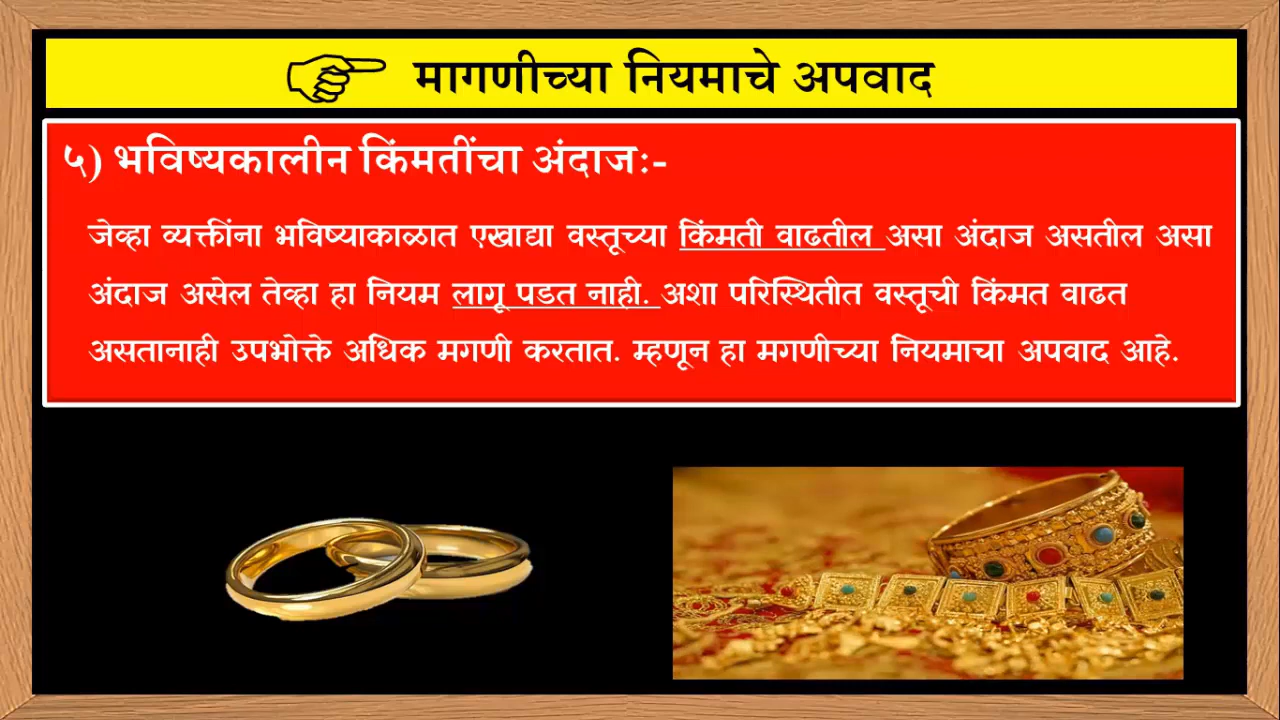 मागणीच्या नियमाचे अपवाद
५) भविष्यकालीन किंमतींचा अंदाज:-
जेव्हा व्यक्तींना भविष्याकाळात एखाद्या वस्तूच्या किंमती वाढतील असा अंदाज असतील असा
अंदाज असेल तेव्हा हा नियम लागू पडत नाही. अशा परिस्थितीत वस्तूची किंमत वाढत
असतानाही उपभोक्ते अधिक मगणी करतात. म्हणून हा मगणीच्या नियमाचा अपवाद आहे.